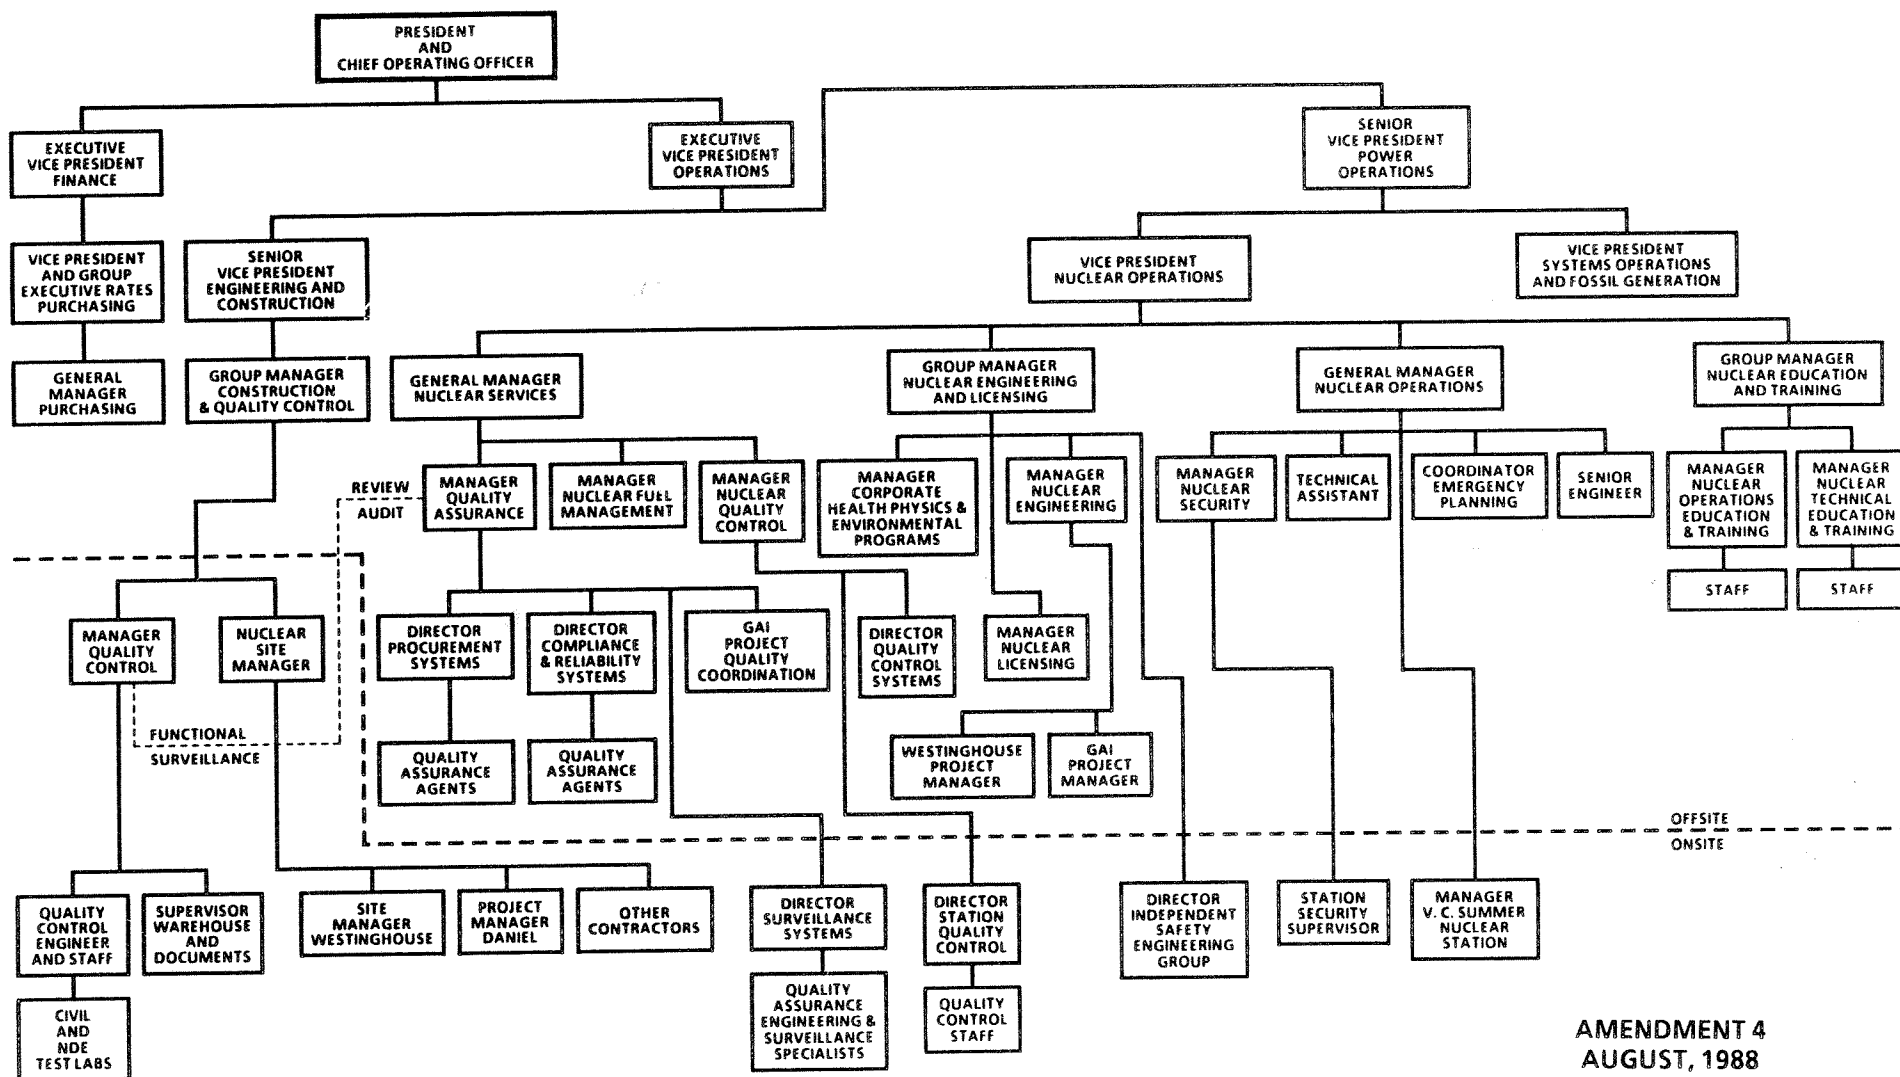 PRESIDENT
AND
CHIEF OPERATING OFFICER
EXECUTIVE
VICE PRESIDENT
FINANCE
EXECUTIVE
VICE PRESIDENT
OPERATIONS
SENIOR
VICE PRESIDENT
POWER
OPERATIONS
VICE PRESIDENT
AND GROUP
EXECUTIVE RATES
PURCHASING
SENIOR
VICE PRESIDENT
ENGINEERING AND
CONSTRUCTION
VICE PRESIDENT
NUCLEAR OPERATIONS
VICE PRESIDENT
SYSTEMS OPERATIONS
AND FOSSIL GENERATION
GENERAL
MANAGER
PURCHASING
GROUP MANAGER
CONSTRUCTION
& QUALITY CONTROL
GENERAL MANAGER
NUCLEAR SERVICES
GROUP MANAGER
NUCLEAR ENGINEERING
AND LICENSING
GENERAL MANAGER
NUCLEAR OPERATIONS
GROUP MANAGER
NUCLEAR EDUCATION
AND TRAINING
REVIEW
AUDIT
MANAGER
QUALITY
ASSURANCE
MANAGER
NUCLEAR FUEL
MANAGEMENT
MANAGER
NUCLEAR
QUALITY
CONTROL
MANAGER
CORPORATE
HEALTH PHYSICS &
ENVIRONMENTAL
PROGRAMS
MANAGER
NUCLEAR
ENGINEERING
MANAGER
NUCLEAR
SECURITY
TECHNICAL
ASSISTANT
COORDINATOR
EMERGENCY
PLANNING
SENIOR
ENGINEER
MANAGER
NUCLEAR
OPERATIONS
EDUCATION
& TRAINING
MANAGER
NUCLEAR
TECHNICAL
EDUCATION
& TRAINING
STAFF
STAFF
MANAGER
QUALITY
CONTROL
NUCLEAR
SITE
MANAGER
DIRECTOR
PROCUREMENT
SYSTEMS
DIRECTOR
COMPLIANCE
& RELIABILITY
SYSTEMS
GAI
PROJECT
QUALITY
COORDINATION
DIRECTOR
QUALITY
CONTROL
SYSTEMS
MANAGER
NUCLEAR
LICENSING
FUNCTIONAL
SURVEILLANCE
QUALITY
ASSURANCE
AGENTS
QUALITY
ASSURANCE
AGENTS
WESTINGHOUSE
PROJECT
MANAGER
GAI
PROJECT
MANAGER
OFFSITE
ONSITE
QUALITY
CONTROL
ENGINEER
AND STAFF
SUPERVISOR
WAREHOUSE
AND
DOCUMENTS
SITE
MANAGER
WESTINGHOUSE
PROJECT
MANAGER
DANIEL
OTHER
CONTRACTORS
DIRECTOR
SURVEILLANCE
SYSTEMS
DIRECTOR
STATION
QUALITY
CONTROL
DIRECTOR
INDEPENDENT
SAFETY
ENGINEERING
GROUP
STATION
SECURITY
SUPERVISOR
MANAGER
V. C. SUMMER
NUCLEAR
STATION
CIVIL
AND
NDE
TEST LABS
QUALITY
ASSURANCE
ENGINEERING &
SURVEILLANCE
SPECIALISTS
QUALITY
CONTROL
STAFF
AMENDMENT 4
AUGUST, 1988